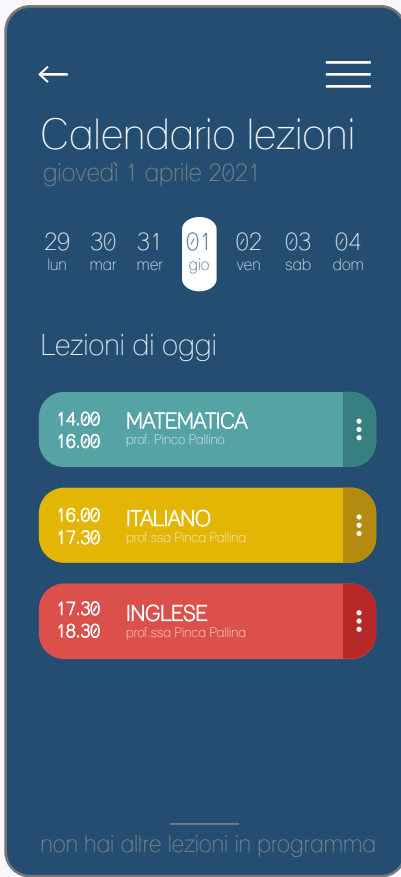 Calendario lezioni
giovedì 1 aprile 2021
29 30 31 01 02 03 04
lun mar mer gio ven sab dom
Lezioni di oggi
14.00 MATEMATICA
16.00 prof. Pinco Pallino
16.00 ITALIANO
17.30 prof.ssa Pinca Pallina
17.30 INGLESE
18.30 prof.ssa Pinca Pallina
non hai altre lezioni in programma